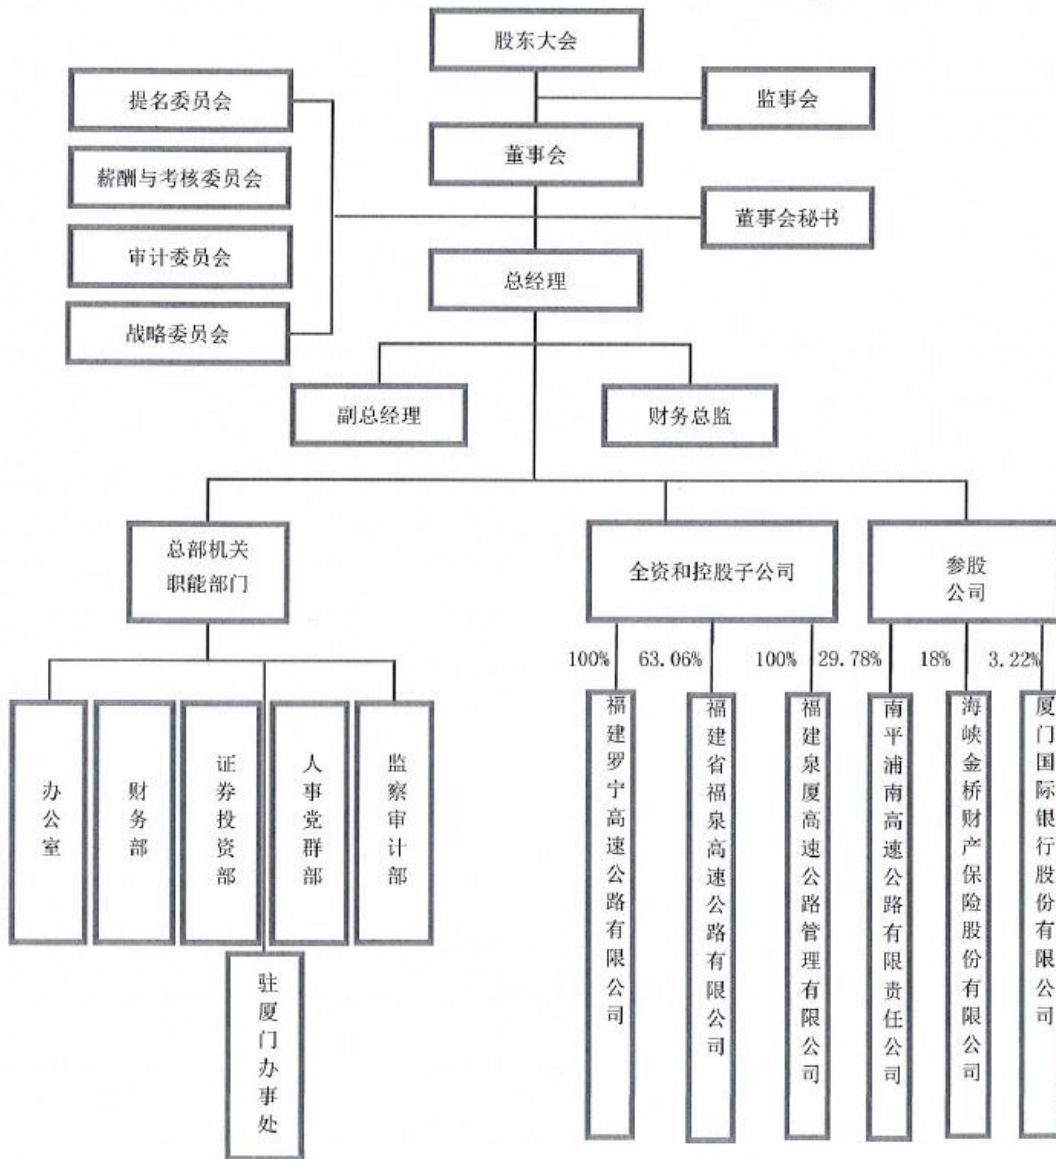 股东大会
提名委员会
监事会
董事会
薪酬与考核委员会
董事会秘书
审计委员会
总经理
战略委员会
副总经理
财务总监
总部机关
职能部门
全资和控股子公司
参股
公司
100%
63.06%
100%
29.78%
18%
3.22%
办公室
财务部
证券投资部
人事党群部
监察审计部
驻厦门办事处
福建罗宁高速公路有限公司
福建省福泉高速公路有限公司
福建泉厦高速公路管理有限公司
南平浦南高速公路有限责任公司
海峡金桥财产保险股份有限公司
厦门国际银行股份有限公司